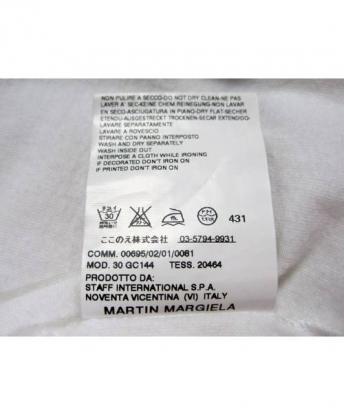 NON PULIRE A SECCO-DO NOT DRY CLEAN-NE PAS
LAVER A' SEC-KEINE CHEM REINEGUNG-NON LAVAR
EN SECO-ASCIUGATURA IN PIANO-DRY FLAT-SECHER
ETENDU-AUSGESTRECKT TROCKENEN-SECAR EXTENDIDO-
LAVARE SEPARATAMENTE
LAVARE A ROVESCIO
STIRARE CON PANNO INTERPOSTO
WASH AND DRY SEPARATELY
WASH INSIDE OUT
INTERPOSE A CLOTH WHILE IRONING
IF DECORATED DON'T IRON ON
IF PRINTED DON'T IRON ON
30 431
ここのえ株式会社 03-5794-9931
COMM. 00695/02/01/0081
MOD. 30 GC144 TESS. 20464
PRODOTTO DA:
STAFF INTERNATIONAL S.P.A.
NOVENTA VICENTINA (VI) ITALY
MARTIN MARGIELA